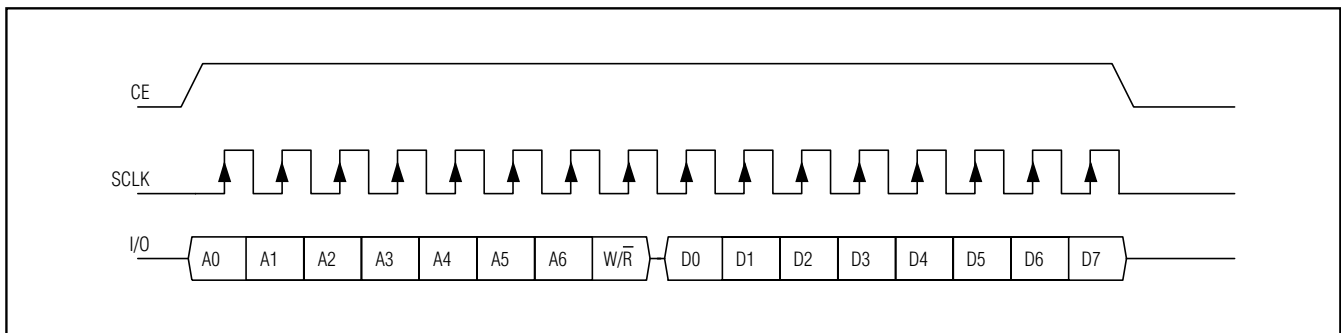 CE
SCLK
I/O A0 A1 A2 A3 A4 A5 A6 W/R̅ D0 D1 D2 D3 D4 D5 D6 D7